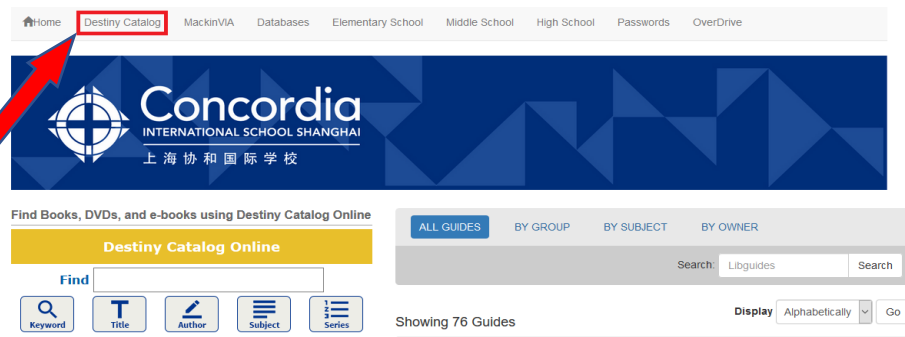 Home Destiny Catalog MackinVIA Databases Elementary School Middle School High School Passwords OverDrive
Concordia
INTERNATIONAL SCHOOL SHANGHAI
上海协和国际学校
Find Books, DVDs, and e-books using Destiny Catalog Online
Destiny Catalog Online
Find
Keyword Title Author Subject Series
ALL GUIDES BY GROUP BY SUBJECT BY OWNER
Search: Libguides Search
Showing 76 Guides
Display Alphabetically Go